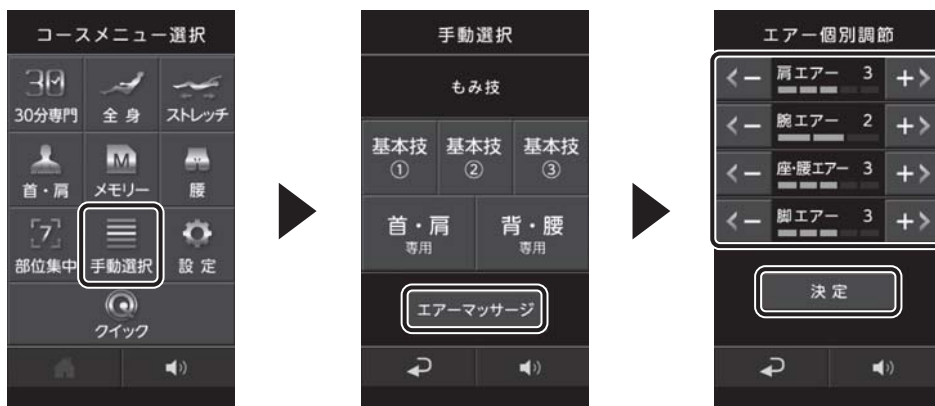 コースメニュー選択
30
30分専門 全身 ストレッチ
M
首・肩 メモリー 腰
7
部位集中 手動選択 設定
クイック
手動選択
もみ技
基本技 基本技 基本技
① ② ③
首・肩 背・腰
専用 専用
エアーマッサージ
エアー個別調節
肩エアー 3
腕エアー 2
座・腰エアー 3
脚エアー 3
決定